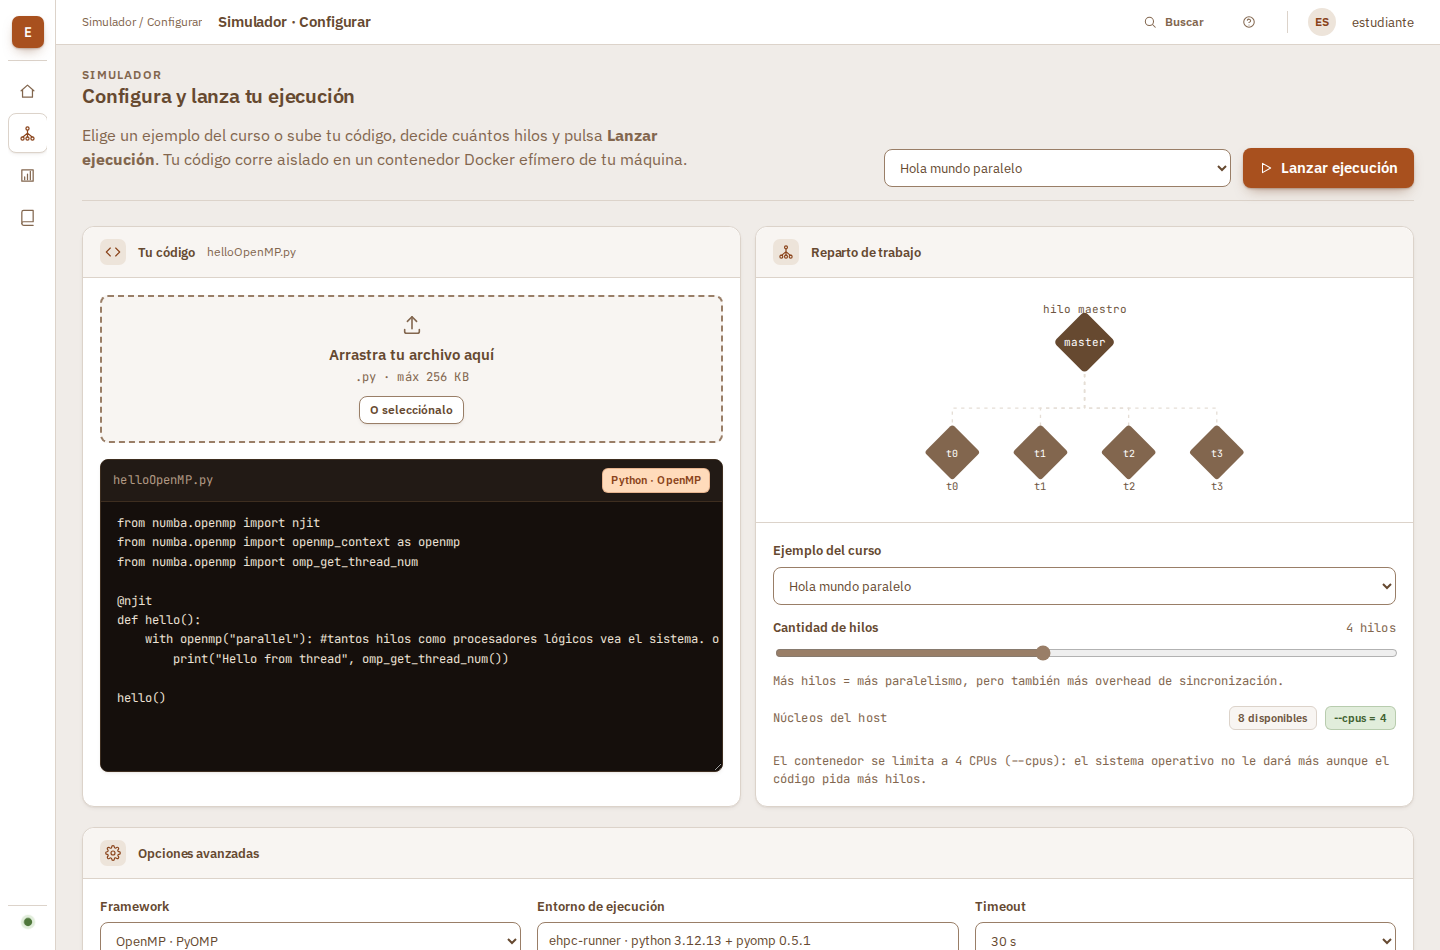 E
Simulador / Configurar
Simulador · Configurar
Buscar
ES
estudiante
SIMULADOR
Configura y lanza tu ejecución
Elige un ejemplo del curso o sube tu código, decide cuántos hilos y pulsa Lanzar
ejecución. Tu código corre aislado en un contenedor Docker efímero de tu máquina.
Hola mundo paralelo
Lanzar ejecución
Tu código helloOpenMP.py
Arrastra tu archivo aquí
.py · máx 256 KB
O selecciónalo
helloOpenMP.py
Python · OpenMP
from numba.openmp import njit
from numba.openmp import openmp_context as openmp
from numba.openmp import omp_get_thread_num
@njit
def hello():
with openmp("parallel"): #tantos hilos como procesadores lógicos vea el sistema. o
print("Hello from thread", omp_get_thread_num())
hello()
Reparto de trabajo
hilo maestro
master
t0 t1 t2 t3
t0 t1 t2 t3
Ejemplo del curso
Hola mundo paralelo
Cantidad de hilos
4 hilos
Más hilos = más paralelismo, pero también más overhead de sincronización.
Núcleos del host
8 disponibles
--cpus = 4
El contenedor se limita a 4 CPUs (--cpus): el sistema operativo no le dará más aunque el
código pida más hilos.
Opciones avanzadas
Framework
OpenMP · PyOMP
Entorno de ejecución
ehpc-runner · python 3.12.13 + pyomp 0.5.1
Timeout
30 s